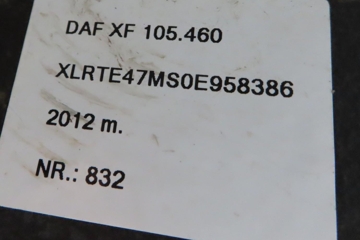 DAF XF 105.460
XLRTE47MS0E958386
2012 m.
NR.: 832